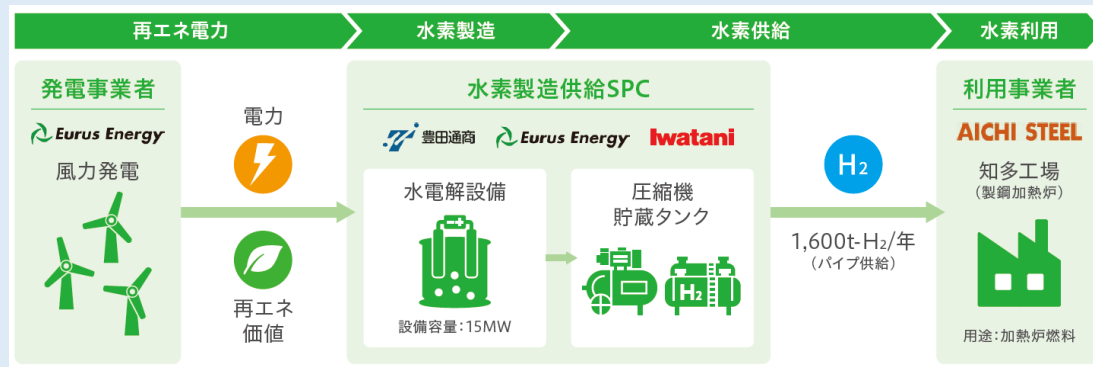 再エネ電力
水素製造
水素供給
水素利用
発電事業者
Eurus Energy
風力発電
電力
再エネ
価値
水素製造供給SPC
豊田通商
Eurus Energy
Iwatani
水電解設備
設備容量:15MW
圧縮機
貯蔵タンク
H2
H2
1,600t-H2/年
(パイプ供給)
利用事業者
AICHI STEEL
知多工場
(製鋼加熱炉)
用途:加熱炉燃料